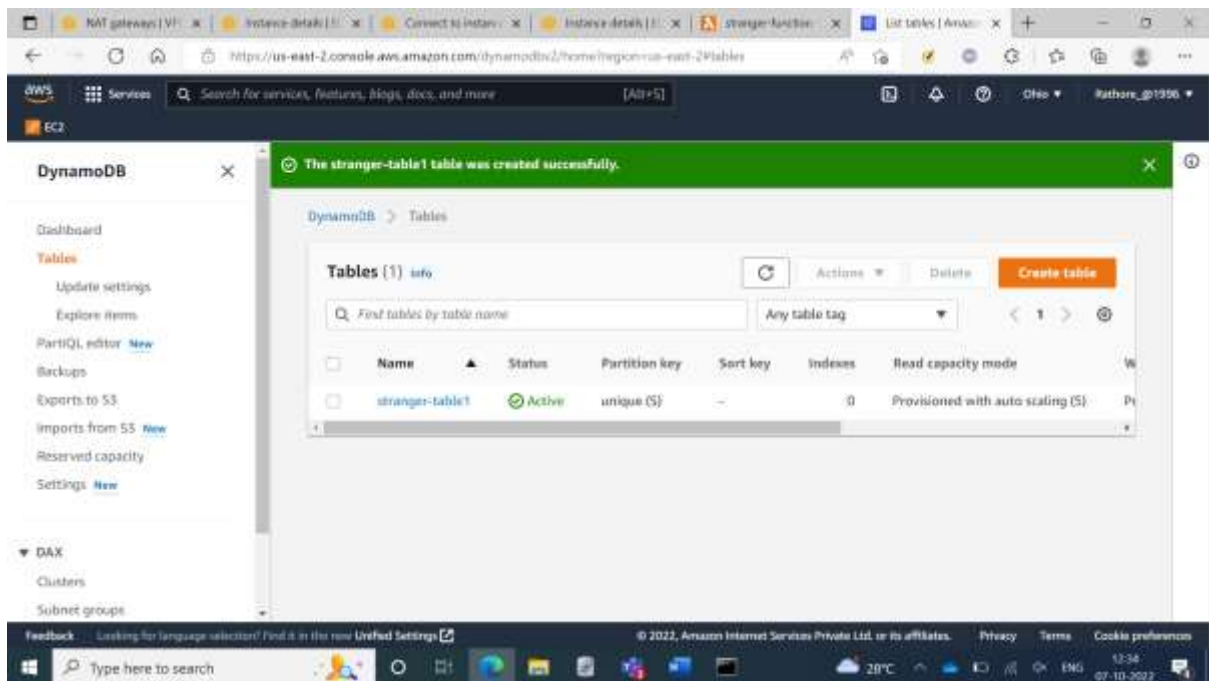 NAT gateways | VP
Instance details | E
Connect to instan
Instance details | E
stranger-function
List tables | Amazo
https://us-east-2.console.aws.amazon.com/dynamodbv2/home?region=us-east-2#tables
aws
Services
Search for services, features, blogs, docs, and more
[Alt+S]
Ohio
Rathore_@1996
EC2
DynamoDB
The stranger-table1 table was created successfully.
DynamoDB > Tables
Dashboard
Tables
Update settings
Explore items
PartiQL editor New
Backups
Exports to S3
Imports from S3 New
Reserved capacity
Settings New
DAX
Clusters
Subnet groups
Tables (1) Info
Actions
Delete
Create table
Find tables by table name
Any table tag
1
Name Status Partition key Sort key Indexes Read capacity mode W
stranger-table1 Active unique (S) – 0 Provisioned with auto scaling (5)
Feedback Looking for language selection? Find it in the new Unified Settings
© 2022, Amazon Internet Services Private Ltd. or its affiliates. Privacy Terms Cookie preferences
Type here to search
28°C
ENG
12:34
07-10-2022